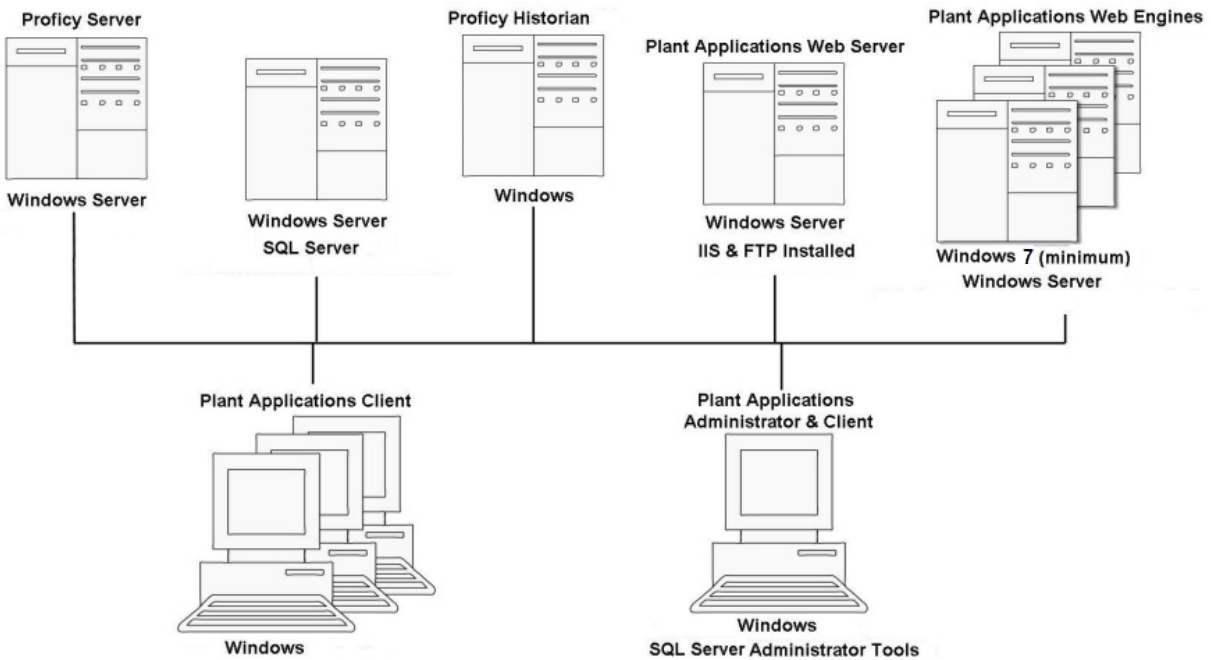 Proficy Server
Proficy Historian
Plant Applications Web Engines
Plant Applications Web Server
Windows Server
Windows Server
SQL Server
Windows
Windows Server
IIS & FTP Installed
Windows 7 (minimum)
Windows Server
Plant Applications Client
Plant Applications
Administrator & Client
Windows
Windows
SQL Server Administrator Tools